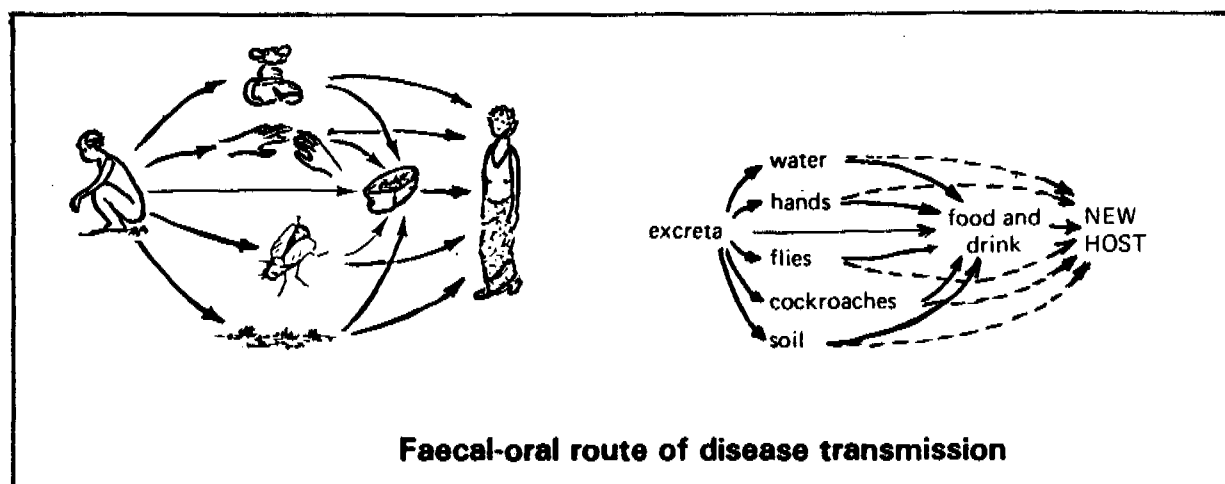 water
hands
excreta
food and
drink
NEW
HOST
flies
cockroaches
soil
Faecal-oral route of disease transmission